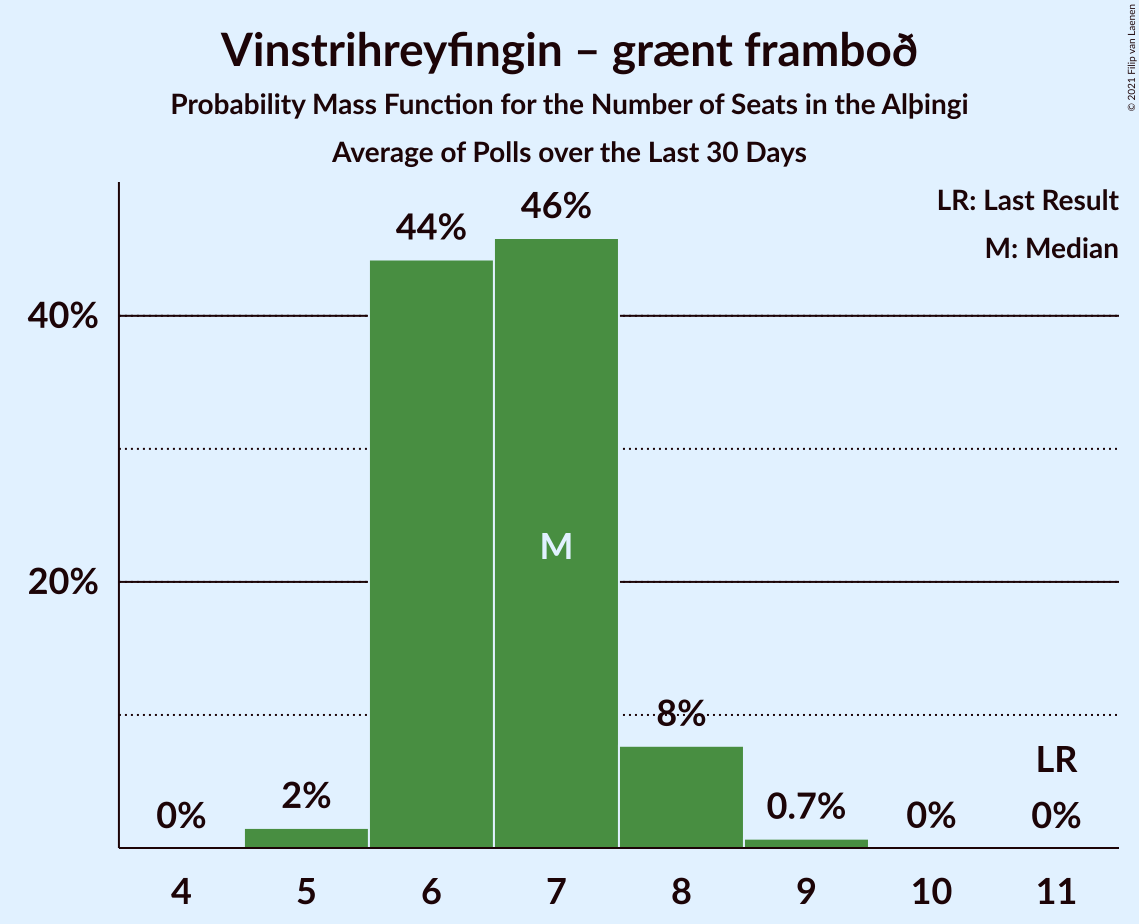 Vinstrihreyfingin – grænt framboð
Probability Mass Function for the Number of Seats in the Alþingi
Average of Polls over the Last 30 Days
© 2021 Filip van Laenen
LR: Last Result
M: Median
46%
44%
40%
M
20%
8%
LR
0% 2% 0.7% 0% 0%
4 5 6 7 8 9 10 11